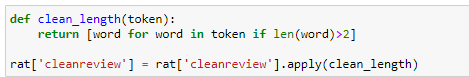 def clean_length(token):
    return [word for word in token if len(word)>2]
rat['cleanreview'] = rat['cleanreview'].apply(clean_length)